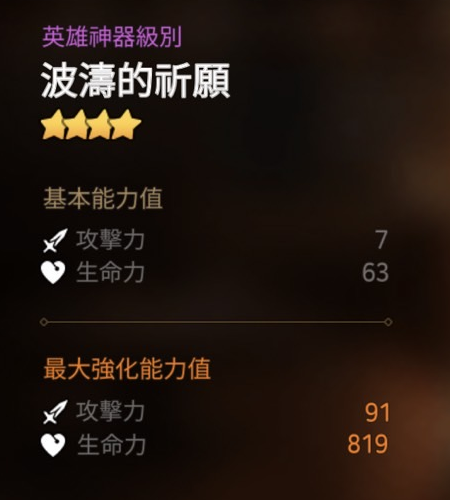 英雄神器級別
波濤的祈願
基本能力值
攻擊力 7
生命力 63
最大強化能力值
攻擊力 91
生命力 819